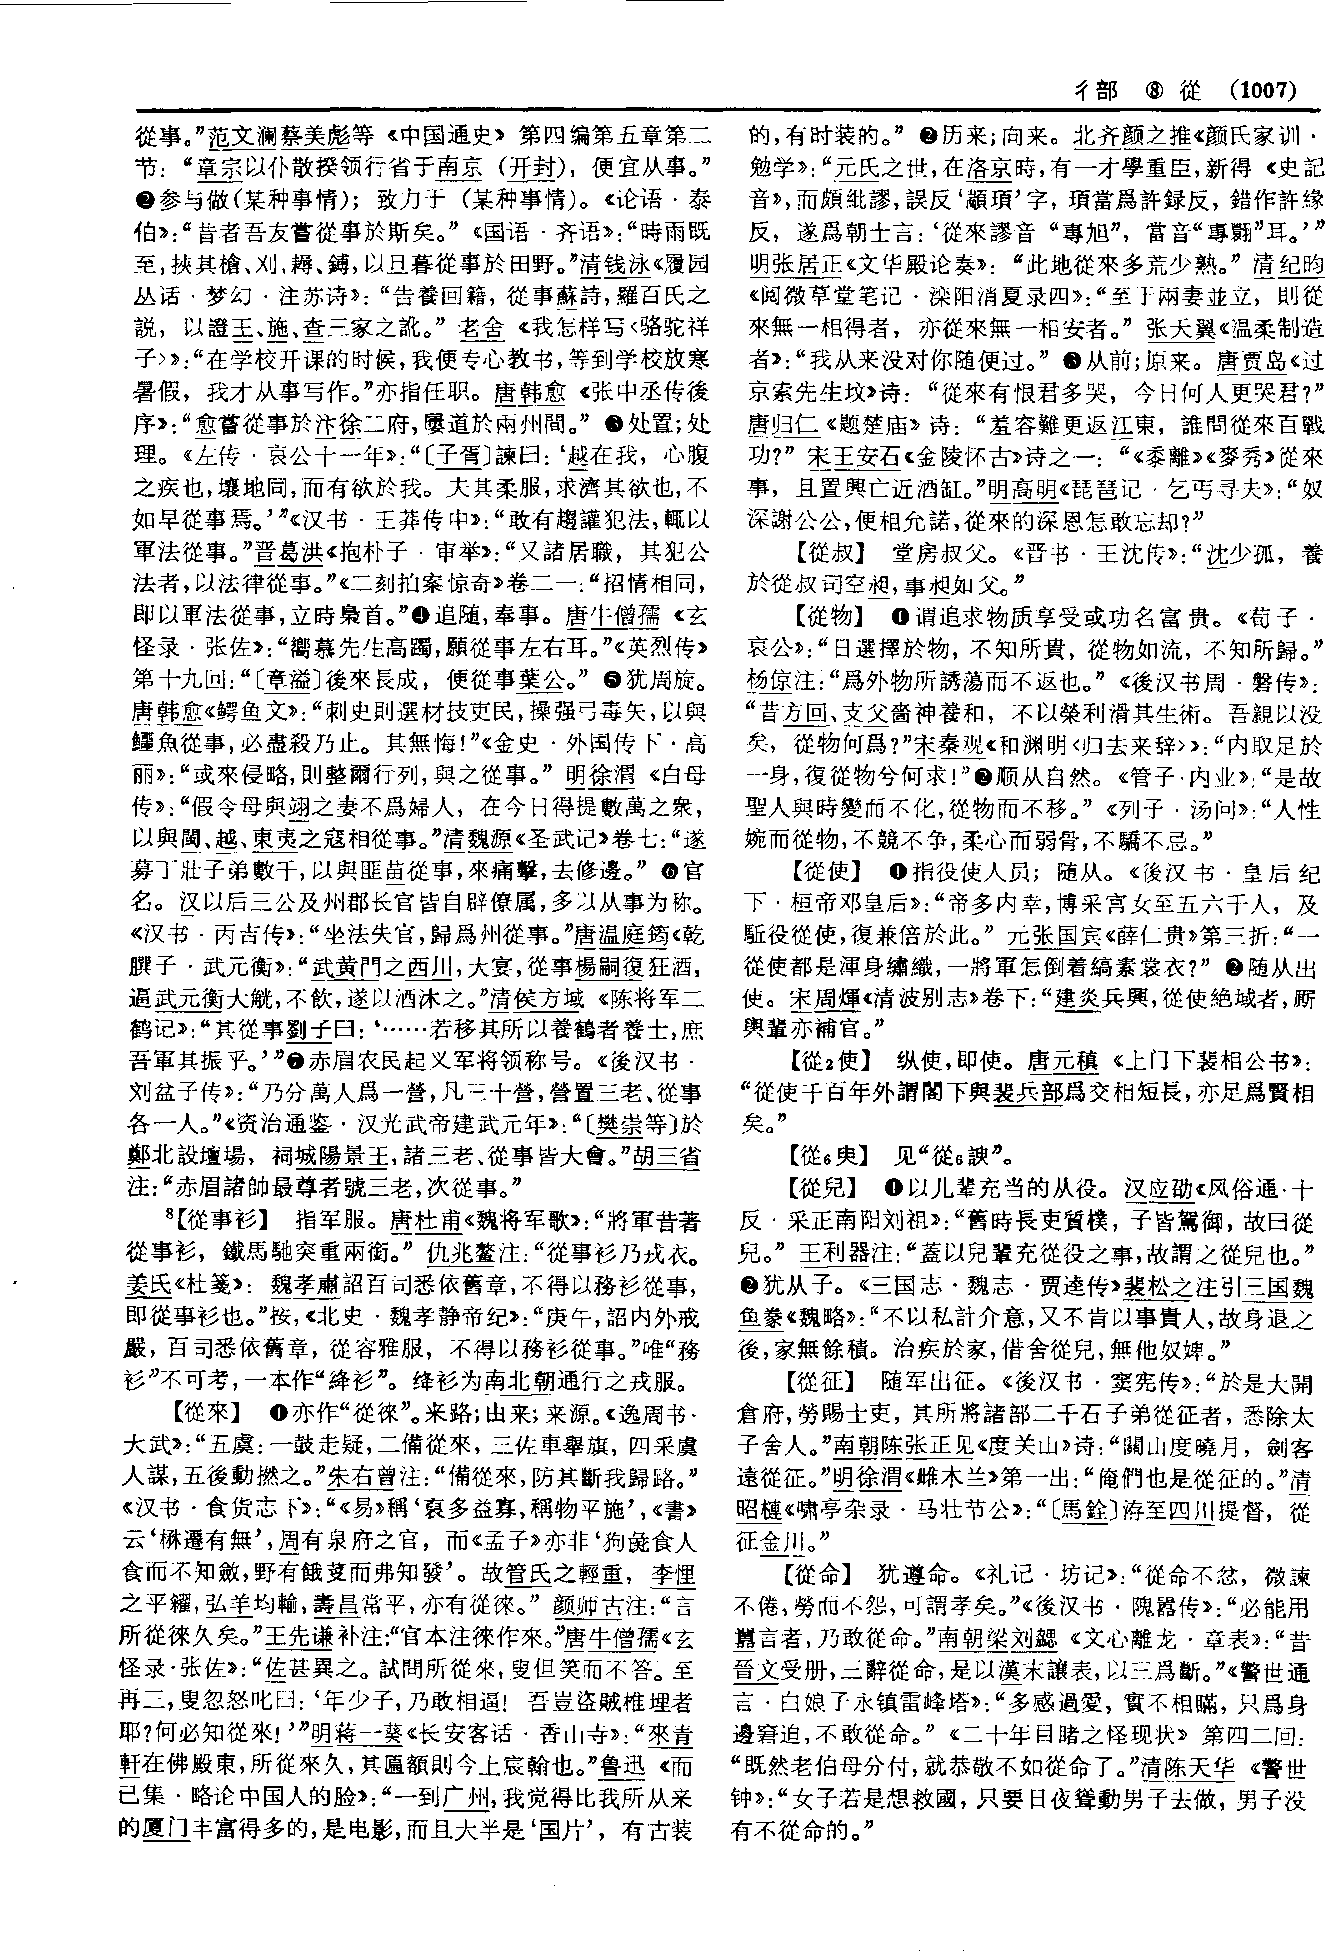 彳部 ⑧ 從 (1007)
從事。”范文澜蔡美彪等《中国通史》第四编第五章第二
节：“章宗以仆散揆领行省于南京（开封），便宜从事。”
❷参与做(某种事情)；致力于（某种事情）。《论语·泰
伯》：“昔者吾友嘗從事於斯矣。”《国语·齐语》：“時雨既
至，挾其槍、刈、耨、鎛，以旦暮從事於田野。”清钱泳《履园
丛话·梦幻·注苏诗》：“告養回籍，從事蘇詩，羅百氏之
説，以證王、施、查三家之訛。”老舍《我怎样写〈骆驼祥
子〉》：“在学校开课的时候，我便专心教书，等到学校放寒
暑假，我才从事写作。”亦指任职。唐韩愈《张中丞传後
序》：“愈嘗從事於汴徐二府，屢道於兩州間。”❸处置；处
理。《左传·哀公十一年》：“〔子胥〕諫曰：‘越在我，心腹
之疾也，壤地同，而有欲於我。夫其柔服，求濟其欲也，不
如早從事焉。’”《汉书·王莽传中》：“敢有趨讙犯法，輒以
軍法從事。”晋葛洪《抱朴子·审举》：“又諸居職，其犯公
法者，以法律從事。”《二刻拍案惊奇》卷二一：“招情相同，
即以軍法從事，立時梟首。”❹追随，奉事。唐牛僧孺《玄
怪录·张佐》：“嚮慕先生高躅，願從事左右耳。”《英烈传》
第十九回：“〔章溢〕後來長成，便從事葉公。”❺犹周旋。
唐韩愈《鳄鱼文》：“刺史則選材技吏民，操强弓毒矢，以與
鱷魚從事，必盡殺乃止。其無悔！”《金史·外国传下·高
丽》：“或來侵略，則整爾行列，與之從事。”明徐渭《白母
传》：“假令母與翊之妻不爲婦人，在今日得提數萬之衆，
以與閩、越、東夷之寇相從事。”清魏源《圣武记》卷七：“遂
募丁壯子弟數千，以與匪苗從事，來痛擊，去修邊。”❻官
名。汉以后三公及州郡长官皆自辟僚属，多以从事为称。
《汉书·丙吉传》：“坐法失官，歸爲州從事。”唐温庭筠《乾
𦠆子·武元衡》：“武黄門之西川，大宴，從事楊嗣復狂酒，
逼武元衡大觥，不飲，遂以酒沐之。”清侯方域《陈将军二
鹤记》：“其從事劉子曰：‘……若移其所以養鶴者養士，庶
吾軍其振乎。’”❼赤眉农民起义军将领称号。《後汉书·
刘盆子传》：“乃分萬人爲一營，凡三十營，營置三老、從事
各一人。”《资治通鉴·汉光武帝建武元年》：“〔樊崇等〕於
鄭北設壇場，祠城陽景王，諸三老、從事皆大會。”胡三省
注：“赤眉諸帥最尊者號三老，次從事。”
8【從事衫】 指军服。唐杜甫《魏将军歌》：“將軍昔著
從事衫，鐵馬馳突重兩銜。”仇兆鳌注：“從事衫乃戎衣。
姜氏《杜箋》：魏孝肅詔百司悉依舊章，不得以務衫從事，
即從事衫也。”按，《北史·魏孝静帝纪》：“庚午，詔内外戒
嚴，百司悉依舊章，從容雅服，不得以務衫從事。”唯“務
衫”不可考，一本作“絳衫”。绛衫为南北朝通行之戎服。
【從來】 ❶亦作“從徠”。来路；由来；来源。《逸周书·
大武》：“五虞：一鼓走疑，二備從來，三佐車舉旗，四采虞
人謀，五後動撚之。”朱右曾注：“備從來，防其斷我歸路。”
《汉书·食货志下》：“《易》稱‘裒多益寡，稱物平施’，《書》
云‘楙遷有無’，周有泉府之官，而《孟子》亦非‘狗彘食人
食而不知斂，野有餓莩而弗知發’。故管氏之輕重，李悝
之平糴，弘羊均輸，壽昌常平，亦有從徠。”颜师古注：“言
所從徠久矣。”王先谦补注：“官本注徠作來。”唐牛僧孺《玄
怪录·张佐》：“佐甚異之。試問所從來，叟但笑而不答。至
再三，叟忽怒叱曰：‘年少子，乃敢相逼！吾豈盗賊椎埋者
耶？何必知從來！’”明蒋一葵《长安客话·香山寺》：“來青
軒在佛殿東，所從來久，其匾額則今上宸翰也。”鲁迅《而
已集·略论中国人的脸》：“一到广州，我觉得比我所从来
的厦门丰富得多的，是电影，而且大半是‘国片’，有古装
的，有时装的。”❷历来；向来。北齐颜之推《颜氏家训·
勉学》：“元氏之世，在洛京時，有一才學重臣，新得《史記
音》，而頗紕謬，誤反‘顓頊’字，頊當爲許録反，錯作許緣
反，遂爲朝士言：‘從來謬音“專旭”，當音“專翾”耳。’”
明张居正《文华殿论奏》：“此地從來多荒少熟。”清纪昀
《阅微草堂笔记·滦阳消夏录四》：“至于兩妻並立，則從
來無一相得者，亦從來無一相安者。”张天翼《温柔制造
者》：“我从来没对你随便过。”❸从前；原来。唐贾岛《过
京索先生坟》诗：“從來有恨君多哭，今日何人更哭君？”
唐归仁《题楚庙》诗：“羞容難更返江東，誰問從來百戰
功？”宋王安石《金陵怀古》诗之一：“《黍離》《麥秀》從來
事，且置興亡近酒缸。”明高明《琵琶记·乞丐寻夫》：“奴
深謝公公，便相允諾，從來的深恩怎敢忘却？”
【從叔】 堂房叔父。《晋书·王沈传》：“沈少孤，養
於從叔司空昶，事昶如父。”
【從物】 ❶谓追求物质享受或功名富贵。《荀子·
哀公》：“日選擇於物，不知所貴，從物如流，不知所歸。”
杨倞注：“爲外物所誘蕩而不返也。”《後汉书周·磐传》：
“昔方回、支父嗇神養和，不以榮利滑其生術。吾親以没
矣，從物何爲？”宋秦观《和渊明〈归去来辞〉》：“内取足於
一身，復從物兮何求！”❷顺从自然。《管子·内业》：“是故
聖人與時變而不化，從物而不移。”《列子·汤问》：“人性
婉而從物，不競不争，柔心而弱骨，不驕不忌。”
【從使】 ❶指役使人员；随从。《後汉书·皇后纪
下·桓帝邓皇后》：“帝多内幸，博采宫女至五六千人，及
駈役從使，復兼倍於此。”元张国宾《薛仁贵》第三折：“一
從使都是渾身繡織，一將軍怎倒着縞素裳衣？”❷随从出
使。宋周煇《清波别志》卷下：“建炎兵興，從使絶域者，厮
輿輩亦補官。”
【從2使】 纵使，即使。唐元稹《上门下裴相公书》：
“從使千百年外謂閣下與裴兵部爲交相短長，亦足爲賢相
矣。”
【從6臾】 见“從6諛”。
【從兒】 ❶以儿辈充当的从役。汉应劭《风俗通·十
反·采正南阳刘祖》：“舊時長吏質樸，子皆駕御，故曰從
兒。”王利器注：“蓋以兒輩充從役之事，故謂之從兒也。”
❷犹从子。《三国志·魏志·贾逵传》裴松之注引三国魏
鱼豢《魏略》：“不以私計介意，又不肯以事貴人，故身退之
後，家無餘積。治疾於家，借舍從兒，無他奴婢。”
【從征】 随军出征。《後汉书·窦宪传》：“於是大開
倉府，勞賜士吏，其所將諸部二千石子弟從征者，悉除太
子舍人。”南朝陈张正见《度关山》诗：“關山度曉月，劍客
遠從征。”明徐渭《雌木兰》第一出：“俺們也是從征的。”清
昭槤《啸亭杂录·马壮节公》：“〔馬銓〕洊至四川提督，從
征金川。”
【從命】 犹遵命。《礼记·坊记》：“從命不忿，微諫
不倦，勞而不怨，可謂孝矣。”《後汉书·隗嚣传》：“必能用
囂言者，乃敢從命。”南朝梁刘勰《文心雕龙·章表》：“昔
晉文受册，三辭從命，是以漢末讓表，以三爲斷。”《警世通
言·白娘子永镇雷峰塔》：“多感過愛，實不相瞞，只爲身
邊窘迫，不敢從命。”《二十年目睹之怪现状》第四二回：
“既然老伯母分付，就恭敬不如從命了。”清陈天华《警世
钟》：“女子若是想救國，只要日夜聳動男子去做，男子没
有不從命的。”